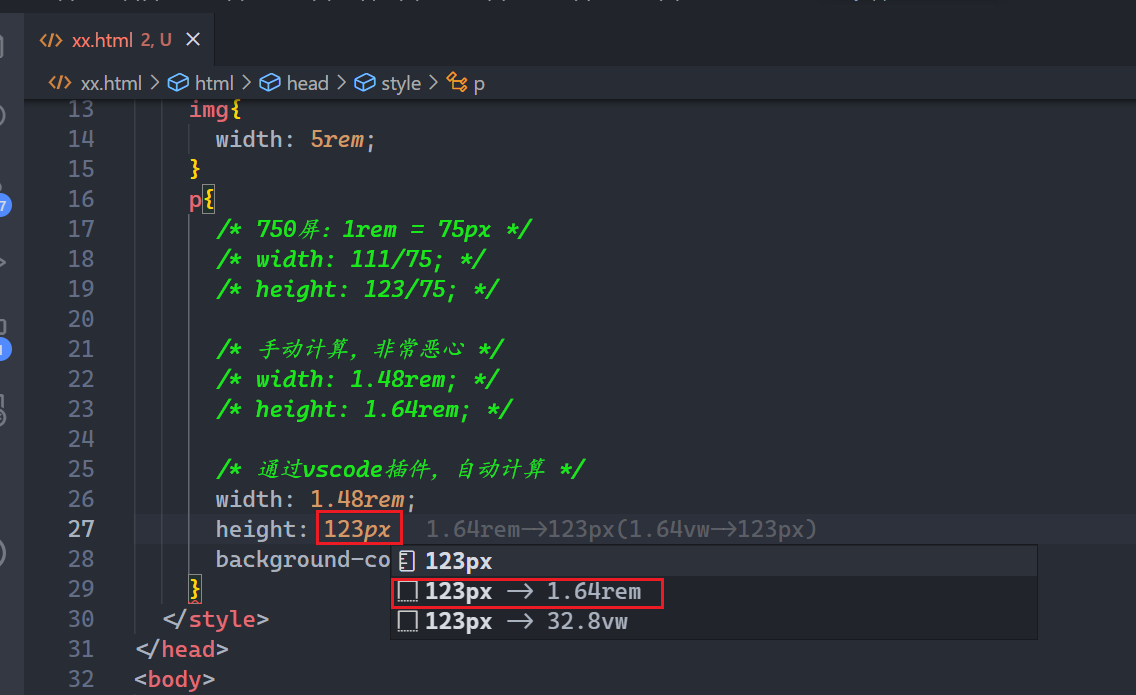 xx.html 2, U
xx.html > html > head > style > p
13 img{
14 width: 5rem;
15 }
16 p{
17 /* 750屏：1rem = 75px */
18 /* width: 111/75; */
19 /* height: 123/75; */
20
21 /* 手动计算，非常恶心 */
22 /* width: 1.48rem; */
23 /* height: 1.64rem; */
24
25 /* 通过vscode插件，自动计算 */
26 width: 1.48rem;
27 height: 123px 1.64rem->123px(1.64vw->123px)
28 background-co
123px
29 }
123px -> 1.64rem
30 </style>
123px -> 32.8vw
31 </head>
32 <body>